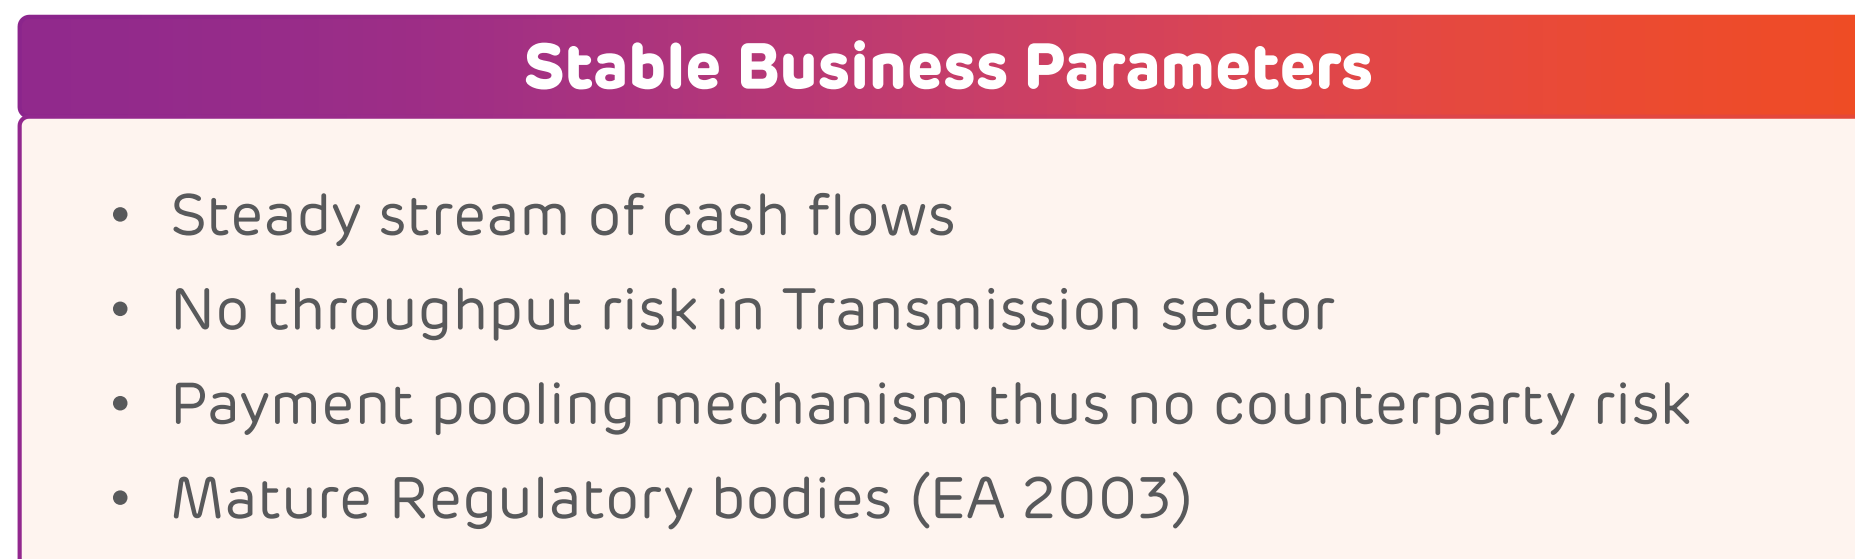 Stable Business Parameters
• Steady stream of cash flows
• No throughput risk in Transmission sector
• Payment pooling mechanism thus no counterparty risk
• Mature Regulatory bodies (EA 2003)